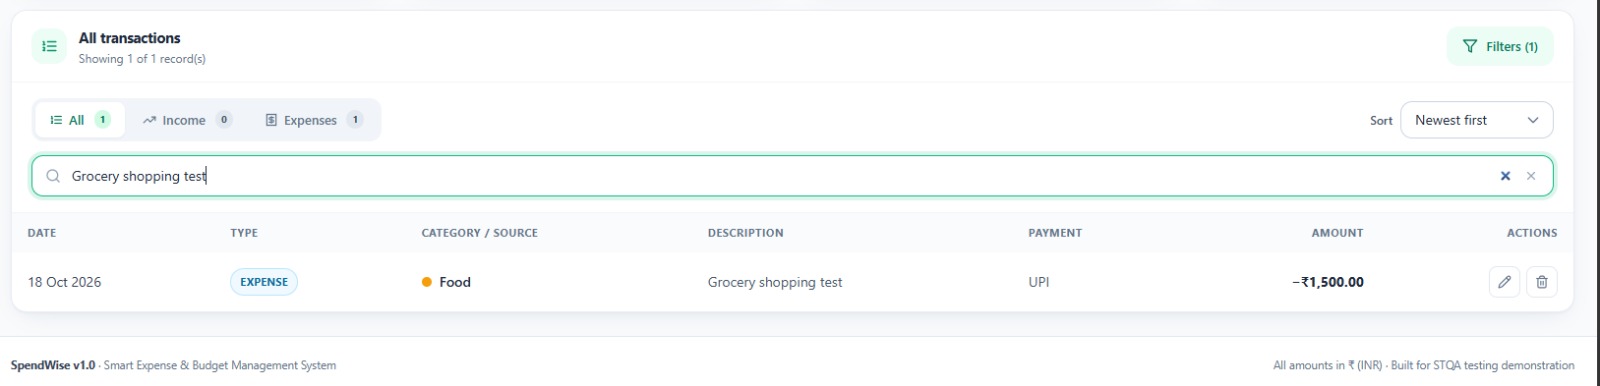 All transactions
Showing 1 of 1 record(s)
Filters (1)
All 1 Income 0 Expenses 1
Sort Newest first
Grocery shopping test
DATE TYPE CATEGORY / SOURCE DESCRIPTION PAYMENT AMOUNT ACTIONS
18 Oct 2026 EXPENSE Food Grocery shopping test UPI −₹1,500.00
SpendWise v1.0 · Smart Expense & Budget Management System
All amounts in ₹ (INR) · Built for STQA testing demonstration